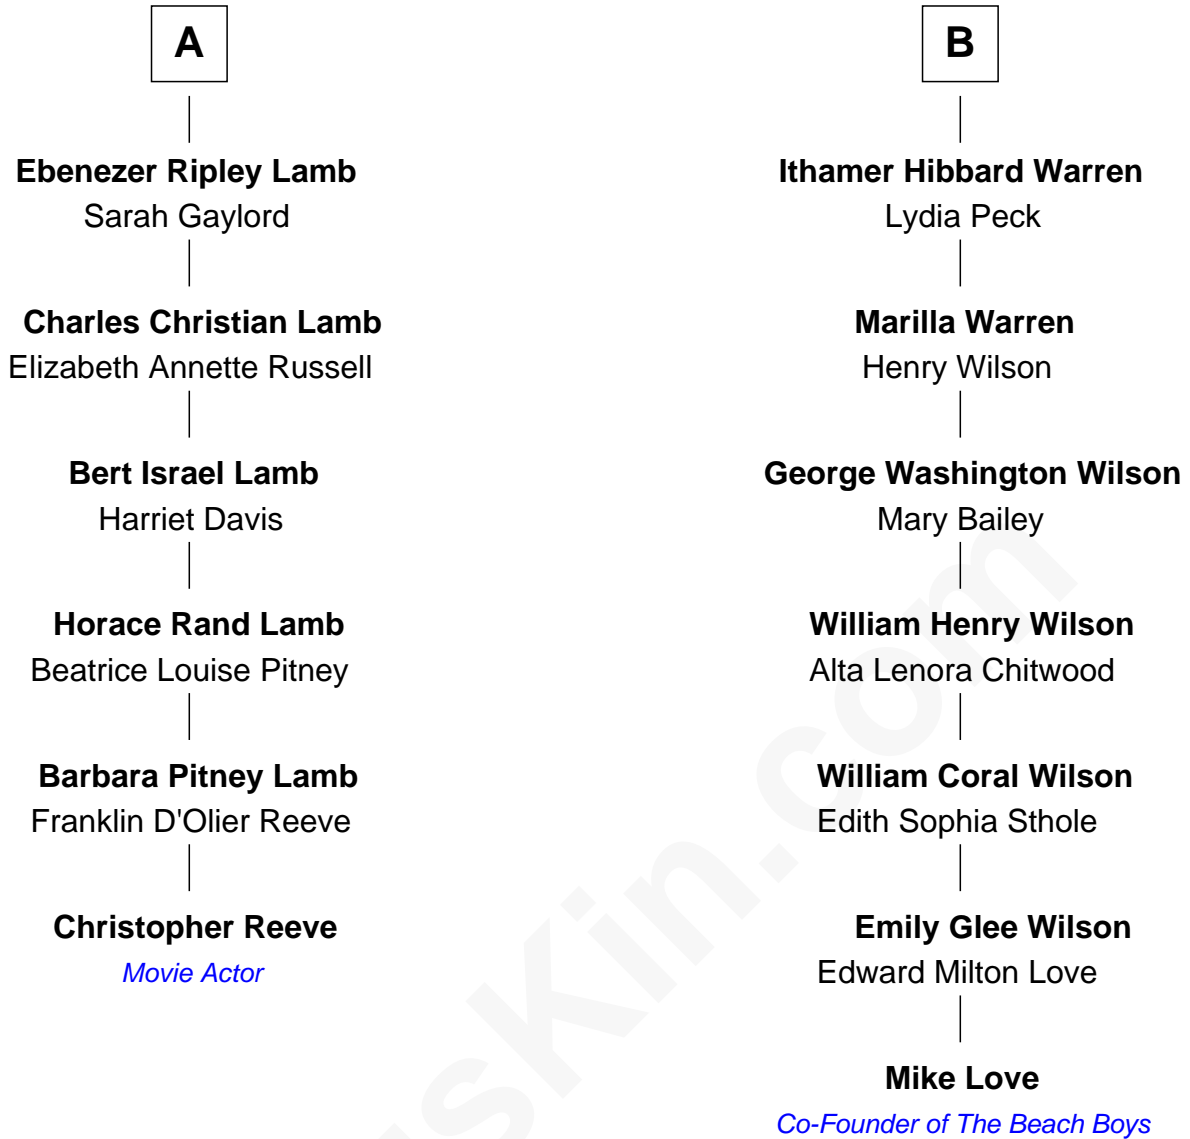 A
Ebenezer Ripley Lamb
Sarah Gaylord
Charles Christian Lamb
Elizabeth Annette Russell
Bert Israel Lamb
Harriet Davis
Horace Rand Lamb
Beatrice Louise Pitney
Barbara Pitney Lamb
Franklin D'Olier Reeve
Christopher Reeve
Movie Actor
B
Ithamer Hibbard Warren
Lydia Peck
Marilla Warren
Henry Wilson
George Washington Wilson
Mary Bailey
William Henry Wilson
Alta Lenora Chitwood
William Coral Wilson
Edith Sophia Sthole
Emily Glee Wilson
Edward Milton Love
Mike Love
Co-Founder of The Beach Boys